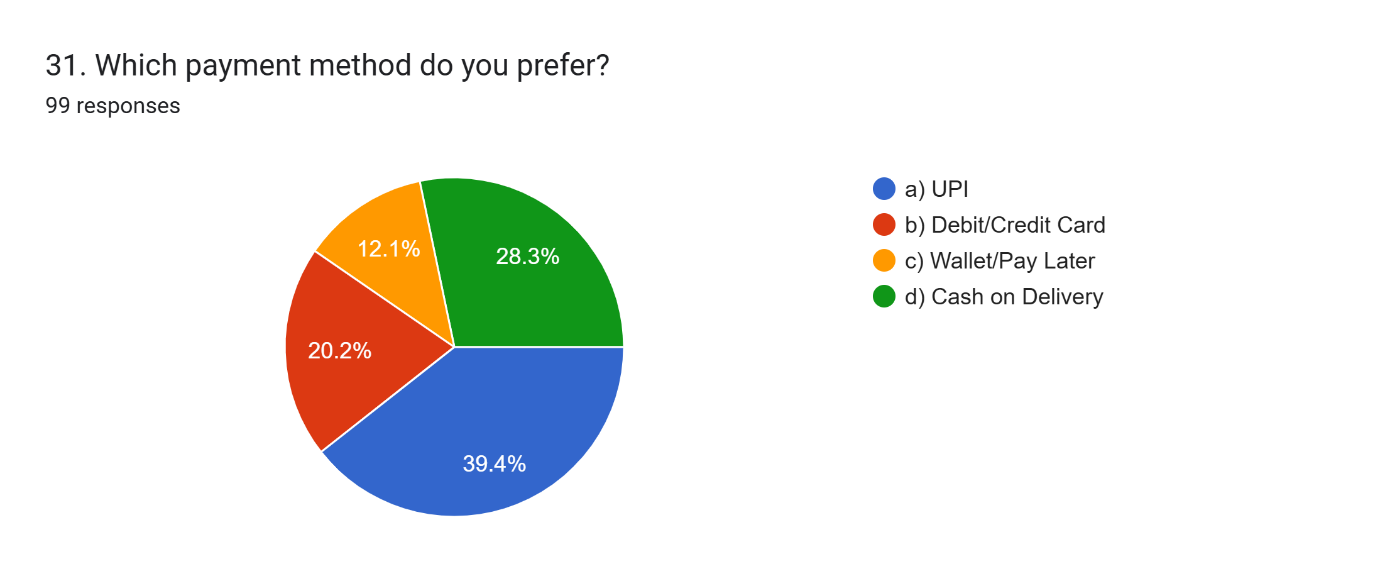 31. Which payment method do you prefer?
99 responses
12.1%
28.3%
20.2%
39.4%
a) UPI
b) Debit/Credit Card
c) Wallet/Pay Later
d) Cash on Delivery